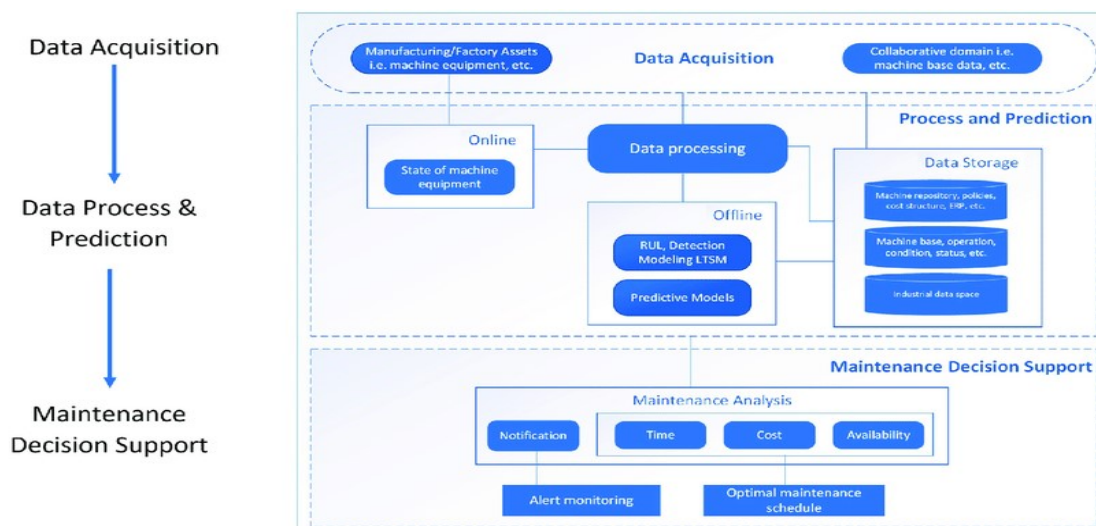 Data Acquisition
Data Process &
Prediction
Maintenance
Decision Support
Manufacturing/Factory Assets
i.e. machine equipment, etc.
Data Acquisition
Collaborative domain i.e.
machine base data, etc.
Process and Prediction
Online
State of machine
equipment
Data processing
Data Storage
Machine repository, policies,
cost structure, ERP, etc.
Machine base, operation,
condition, status, etc.
Industrial data space
Offline
RUL, Detection
Modeling LTSM
Predictive Models
Maintenance Decision Support
Maintenance Analysis
Notification
Time
Cost
Availability
Alert monitoring
Optimal maintenance
schedule